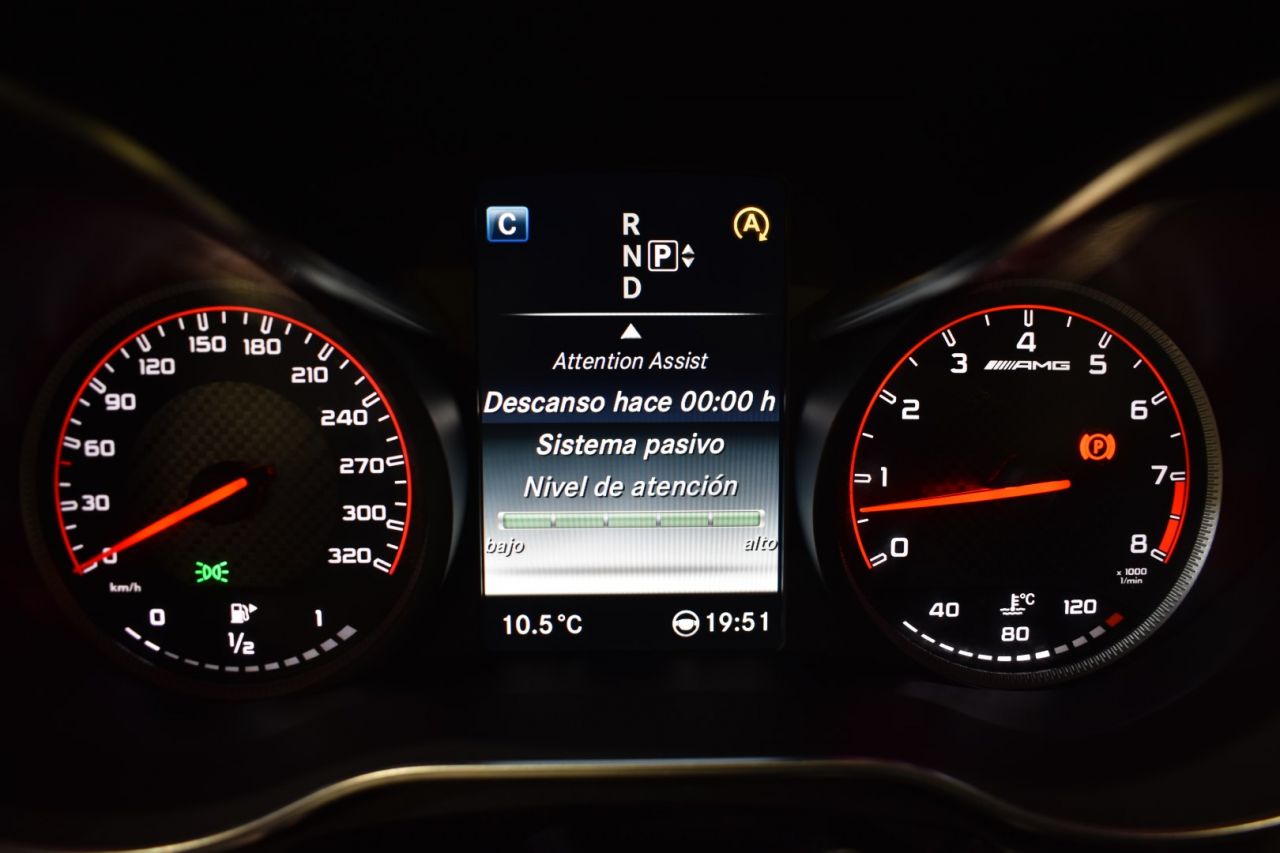 0
30
60
90
120
150
180
210
240
270
300
320
km/h
0
1/2
1
C
R
N P
D
A
Attention Assist
Descanso hace 00:00 h
Sistema pasivo
Nivel de atención
bajo alto
10.5°C 19:51
0
1
2
3
4
5
6
7
8
AMG
P
x 1000
1/min
40
80
120
°C